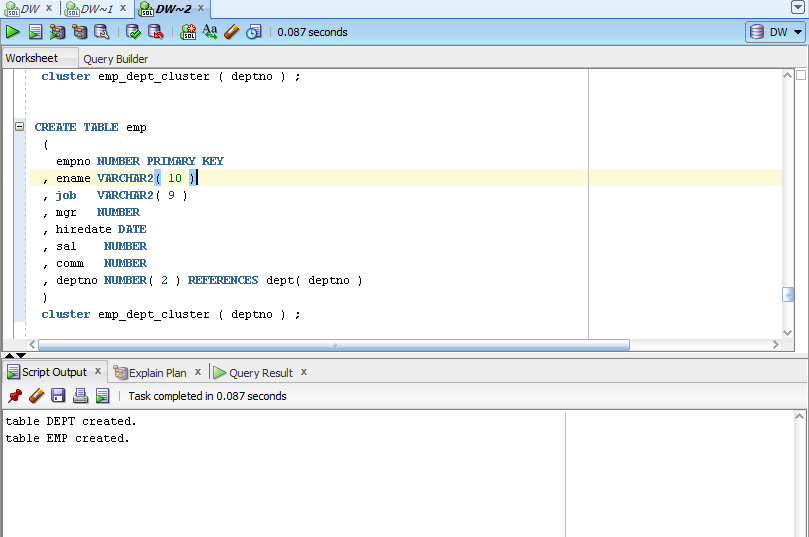 DW x DW~1 x DW~2 x
0.087 seconds DW
Worksheet Query Builder
cluster emp_dept_cluster ( deptno ) ;
CREATE TABLE emp
(
empno NUMBER PRIMARY KEY
, ename VARCHAR2( 10 )
, job VARCHAR2( 9 )
, mgr NUMBER
, hiredate DATE
, sal NUMBER
, comm NUMBER
, deptno NUMBER( 2 ) REFERENCES dept( deptno )
)
cluster emp_dept_cluster ( deptno ) ;
Script Output x Explain Plan x Query Result x
Task completed in 0.087 seconds
table DEPT created.
table EMP created.